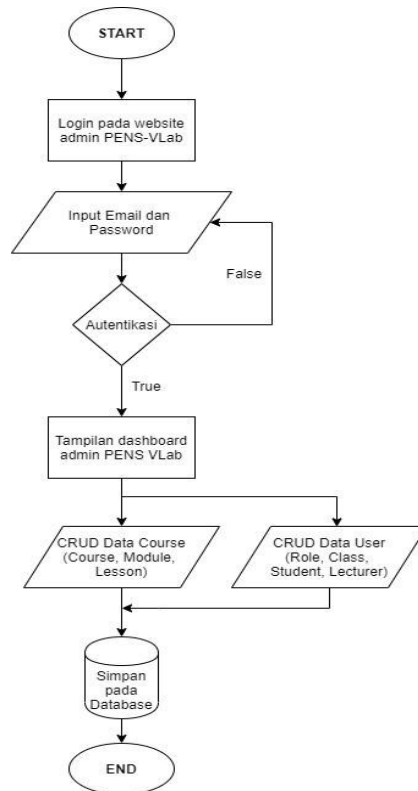 START
Login pada website
admin PENS-VLab
Input Email dan
Password
False
Autentikasi
True
Tampilan dashboard
admin PENS VLab
CRUD Data Course
(Course, Module,
Lesson)
CRUD Data User
(Role, Class,
Student, Lecturer)
Simpan
pada
Database
END